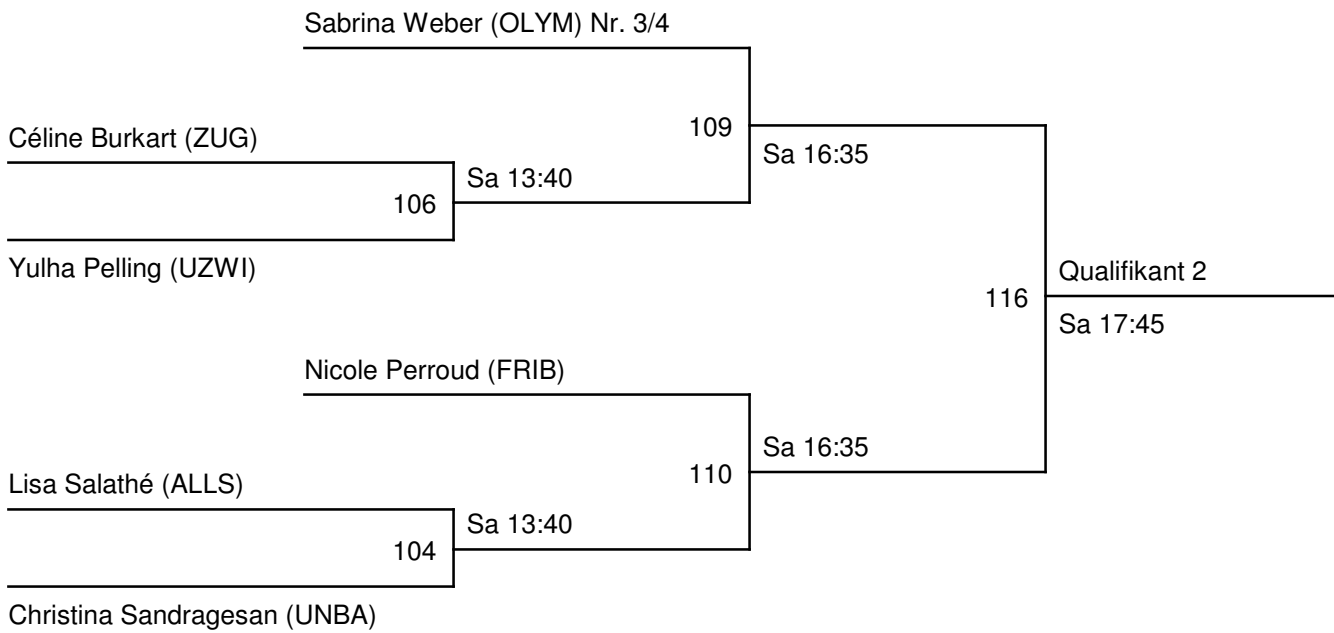 Sabrina Weber (OLYM) Nr. 3/4
109
Sa 16:35
Céline Burkart (ZUG)
Sa 13:40
106
Yulha Pelling (UZWI)
Qualifikant 2
116
Sa 17:45
Nicole Perroud (FRIB)
Sa 16:35
110
Lisa Salathé (ALLS)
Sa 13:40
104
Christina Sandragesan (UNBA)